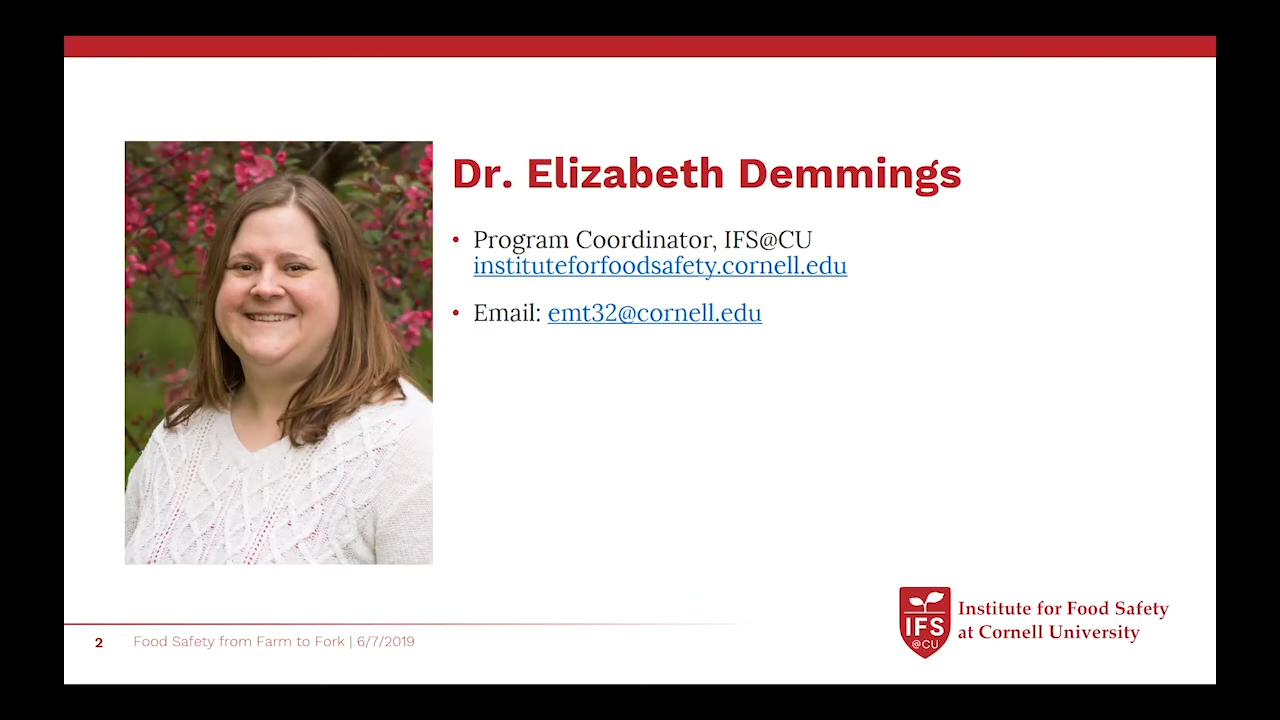 Dr. Elizabeth Demmings
• Program Coordinator, IFS@CU
instituteforfoodsafety.cornell.edu
• Email: emt32@cornell.edu
IFS
@CU
Institute for Food Safety
at Cornell University
2 Food Safety from Farm to Fork | 6/7/2019